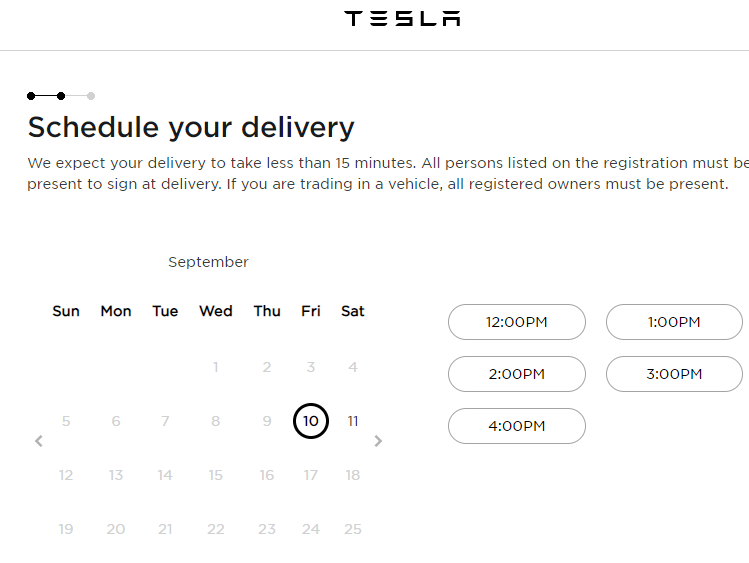 TESLA
Schedule your delivery
We expect your delivery to take less than 15 minutes. All persons listed on the registration must be
present to sign at delivery. If you are trading in a vehicle, all registered owners must be present.
September
Sun Mon Tue Wed Thu Fri Sat
1 2 3 4
5 6 7 8 9 10 11
12 13 14 15 16 17 18
19 20 21 22 23 24 25
12:00PM 1:00PM
2:00PM 3:00PM
4:00PM